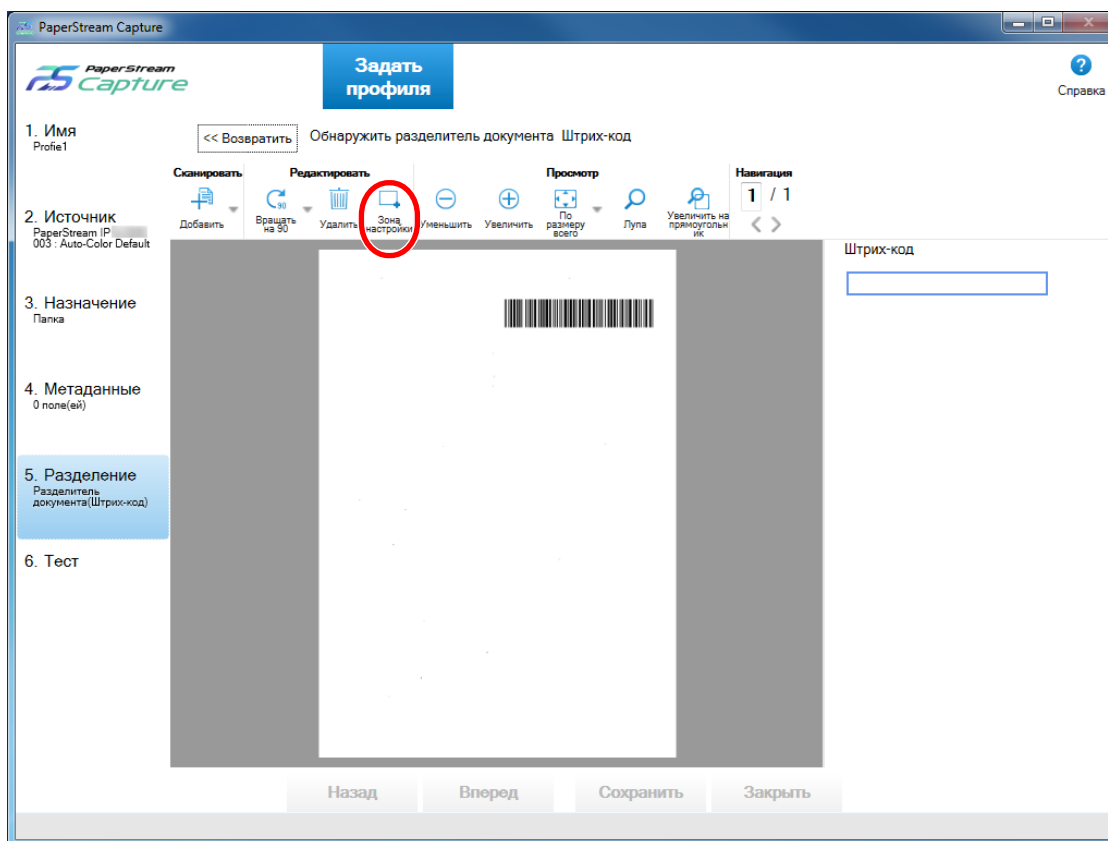 PaperStream Capture
PaperStream
Capture
Задать
профиля
Справка
1. Имя
Profie1
<< Возвратить
Обнаружить разделитель документа Штрих-код
Сканировать
Редактировать
Просмотр
Навигация
Добавить
90
Вращать
на 90
Удалить
Зона
настройки
Уменьшить
Увеличить
По
размеру
всего
Лупа
Увеличить на
прямоугольн
ик
1 / 1
2. Источник
PaperStream IP
003 : Auto-Color Default
Штрих-код
3. Назначение
Папка
4. Метаданные
0 поле(ей)
5. Разделение
Разделитель
документа(Штрих-код)
6. Тест
Назад
Вперед
Сохранить
Закрыть